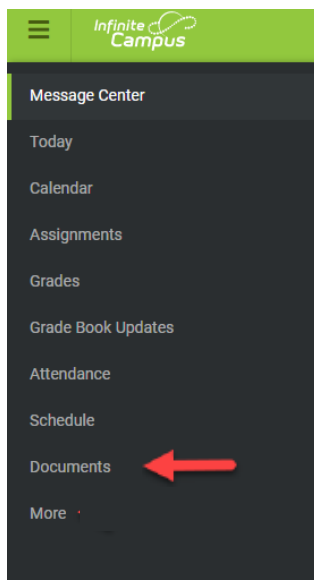 Infinite
Campus
Message Center
Today
Calendar
Assignments
Grades
Grade Book Updates
Attendance
Schedule
Documents
More